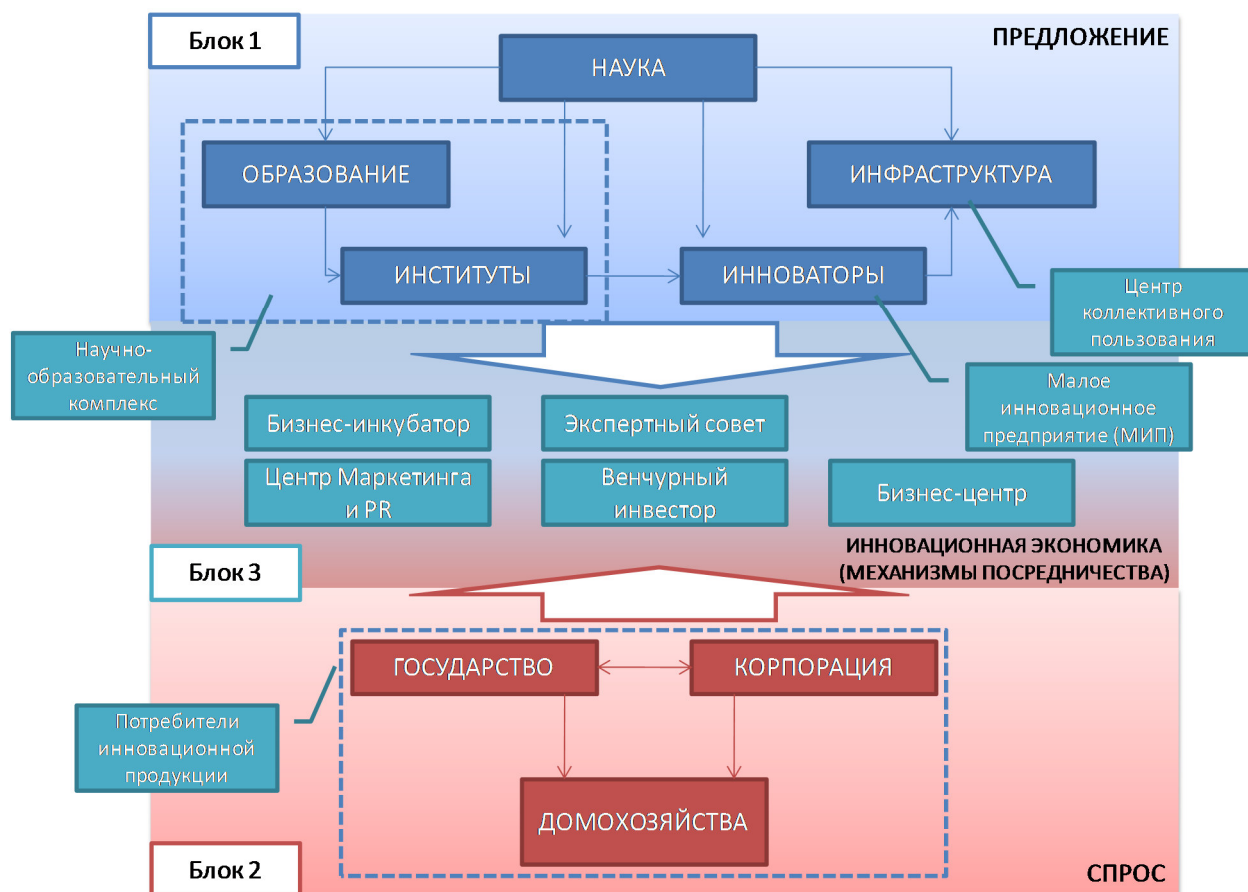 Блок 1
ПРЕДЛОЖЕНИЕ
НАУКА
ОБРАЗОВАНИЕ
ИНФРАСТРУКТУРА
ИНСТИТУТЫ
ИННОВАТОРЫ
Центр
коллективного
пользования
Научно-
образовательный
комплекс
Малое
инновационное
предприятие (МИП)
Бизнес-инкубатор
Экспертный совет
Центр Маркетинга
и PR
Венчурный
инвестор
Бизнес-центр
ИННОВАЦИОННАЯ ЭКОНОМИКА
(МЕХАНИЗМЫ ПОСРЕДНИЧЕСТВА)
Блок 3
ГОСУДАРСТВО
КОРПОРАЦИЯ
Потребители
инновационной
продукции
ДОМОХОЗЯЙСТВА
Блок 2
СПРОС